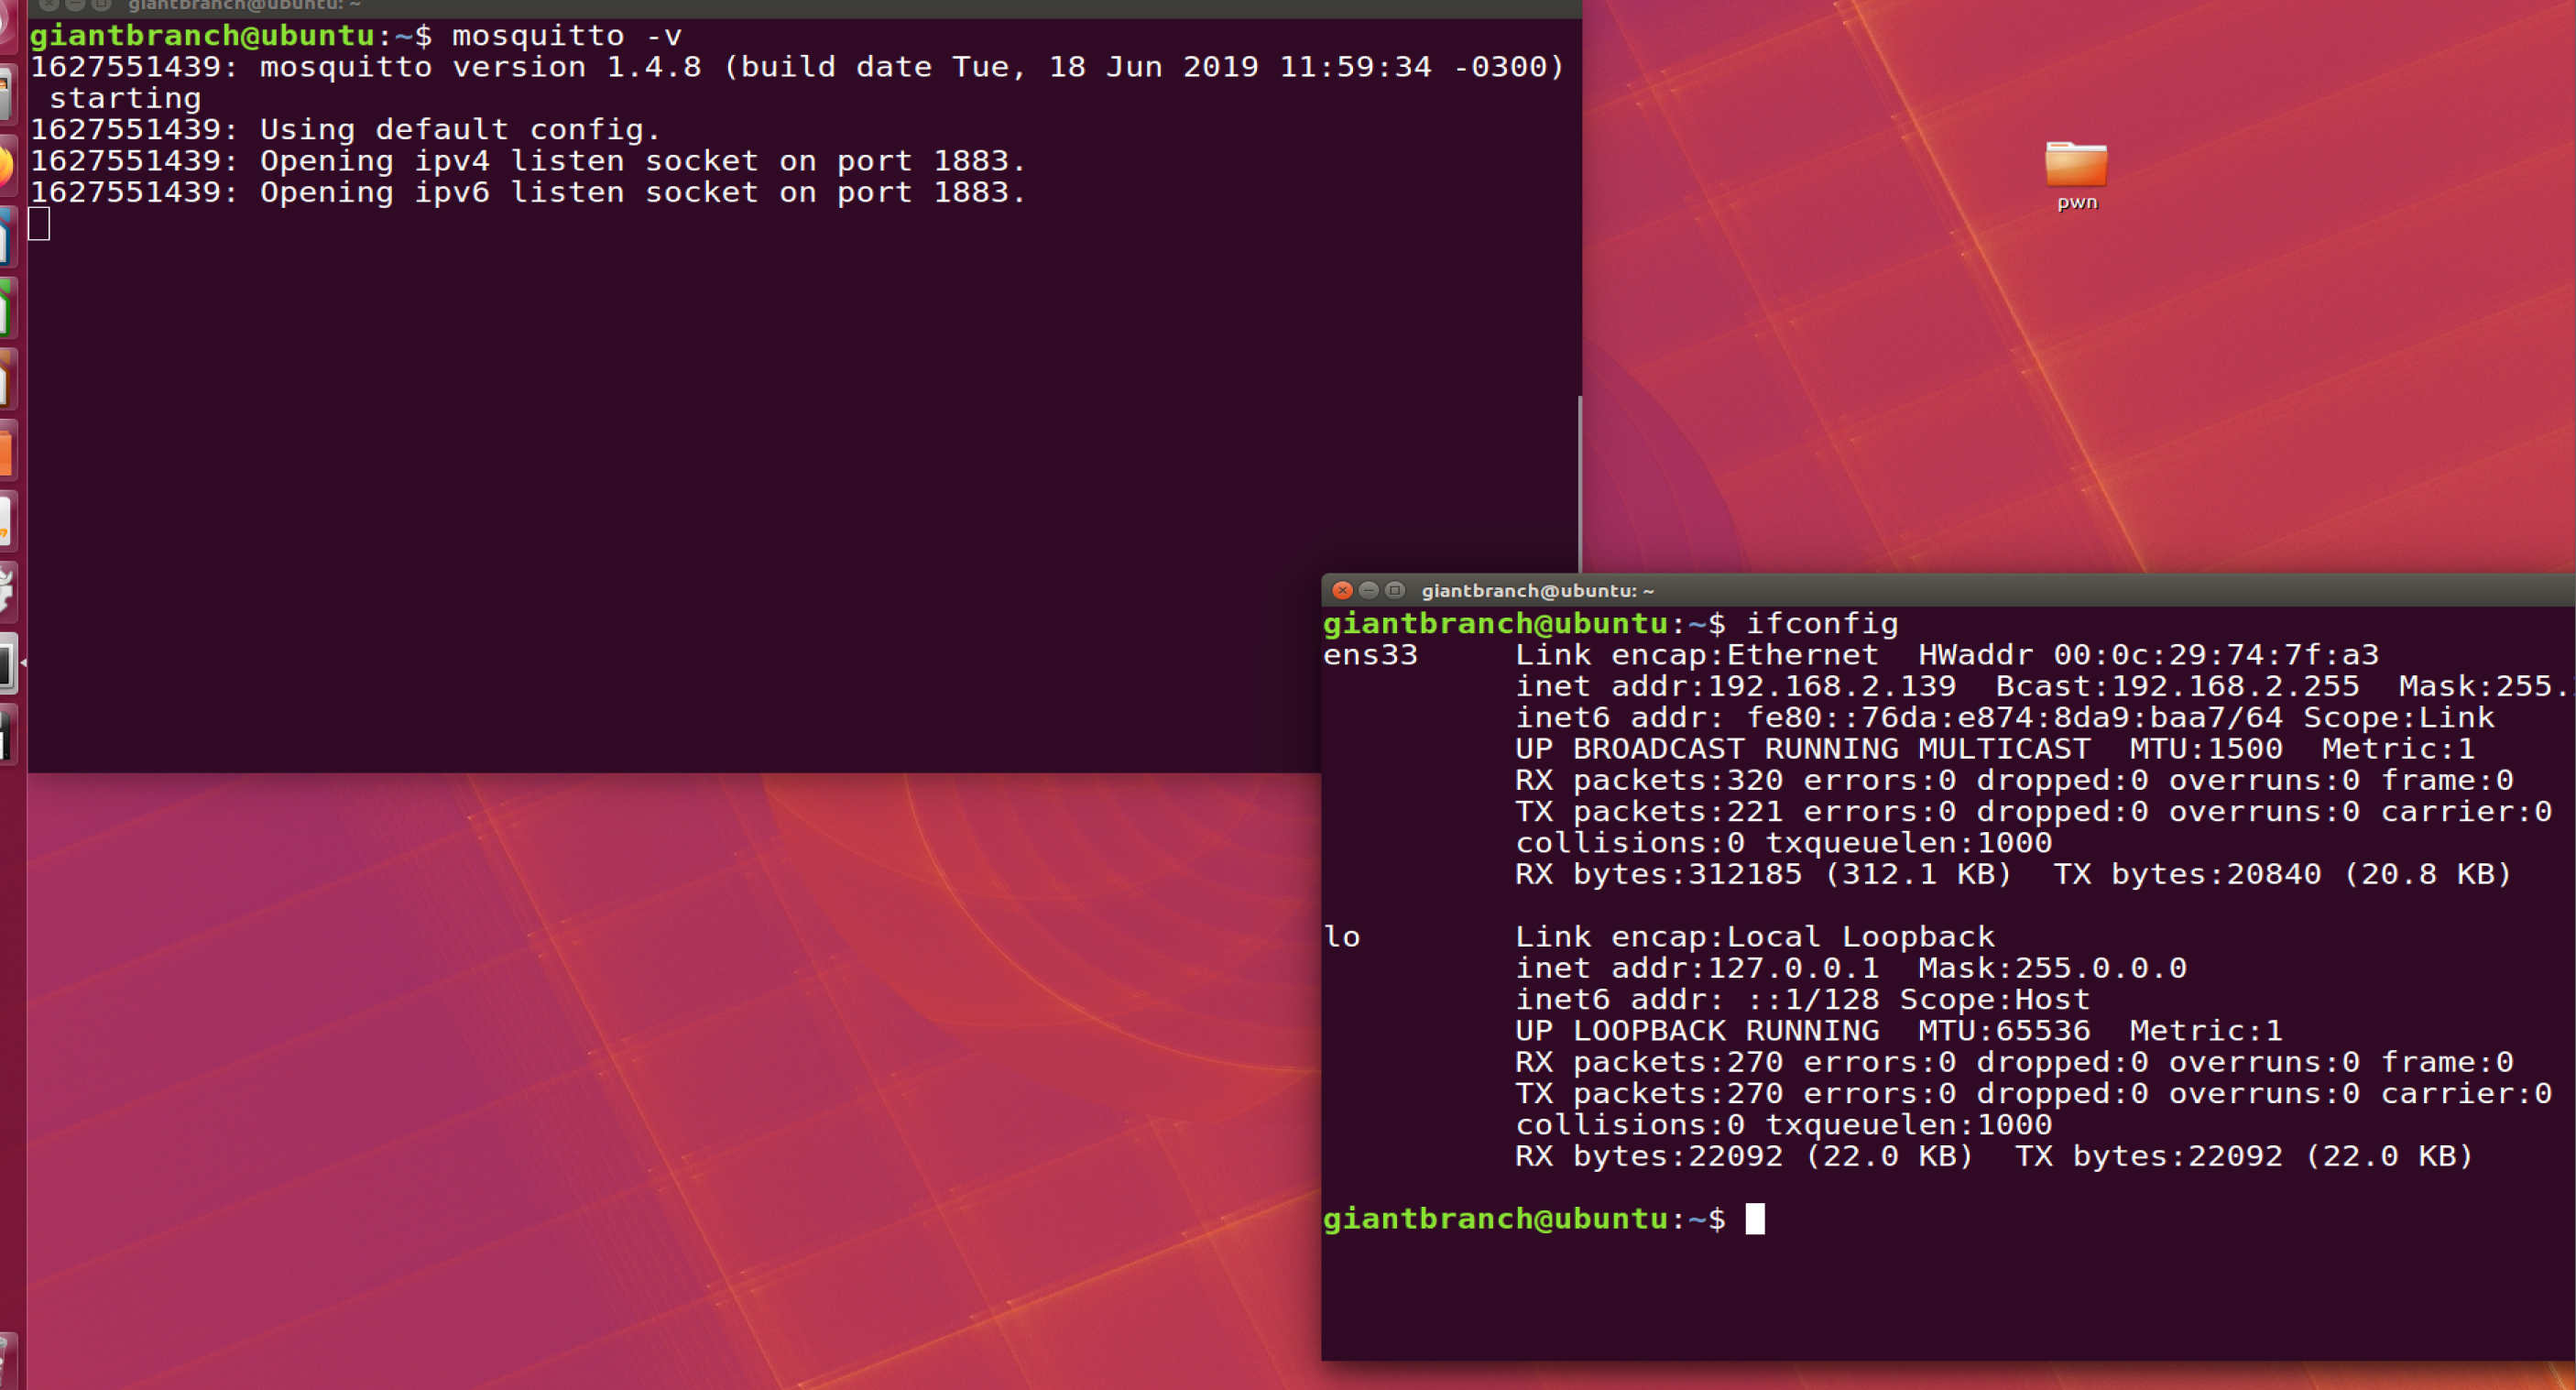 giantbranch@ubuntu: ~
giantbranch@ubuntu:~$ mosquitto -v
1627551439: mosquitto version 1.4.8 (build date Tue, 18 Jun 2019 11:59:34 -0300)
 starting
1627551439: Using default config.
1627551439: Opening ipv4 listen socket on port 1883.
1627551439: Opening ipv6 listen socket on port 1883.
pwn
giantbranch@ubuntu: ~
giantbranch@ubuntu:~$ ifconfig
ens33     Link encap:Ethernet  HWaddr 00:0c:29:74:7f:a3
          inet addr:192.168.2.139  Bcast:192.168.2.255  Mask:255.
          inet6 addr: fe80::76da:e874:8da9:baa7/64 Scope:Link
          UP BROADCAST RUNNING MULTICAST  MTU:1500  Metric:1
          RX packets:320 errors:0 dropped:0 overruns:0 frame:0
          TX packets:221 errors:0 dropped:0 overruns:0 carrier:0
          collisions:0 txqueuelen:1000
          RX bytes:312185 (312.1 KB)  TX bytes:20840 (20.8 KB)
lo        Link encap:Local Loopback
          inet addr:127.0.0.1  Mask:255.0.0.0
          inet6 addr: ::1/128 Scope:Host
          UP LOOPBACK RUNNING  MTU:65536  Metric:1
          RX packets:270 errors:0 dropped:0 overruns:0 frame:0
          TX packets:270 errors:0 dropped:0 overruns:0 carrier:0
          collisions:0 txqueuelen:1000
          RX bytes:22092 (22.0 KB)  TX bytes:22092 (22.0 KB)
giantbranch@ubuntu:~$